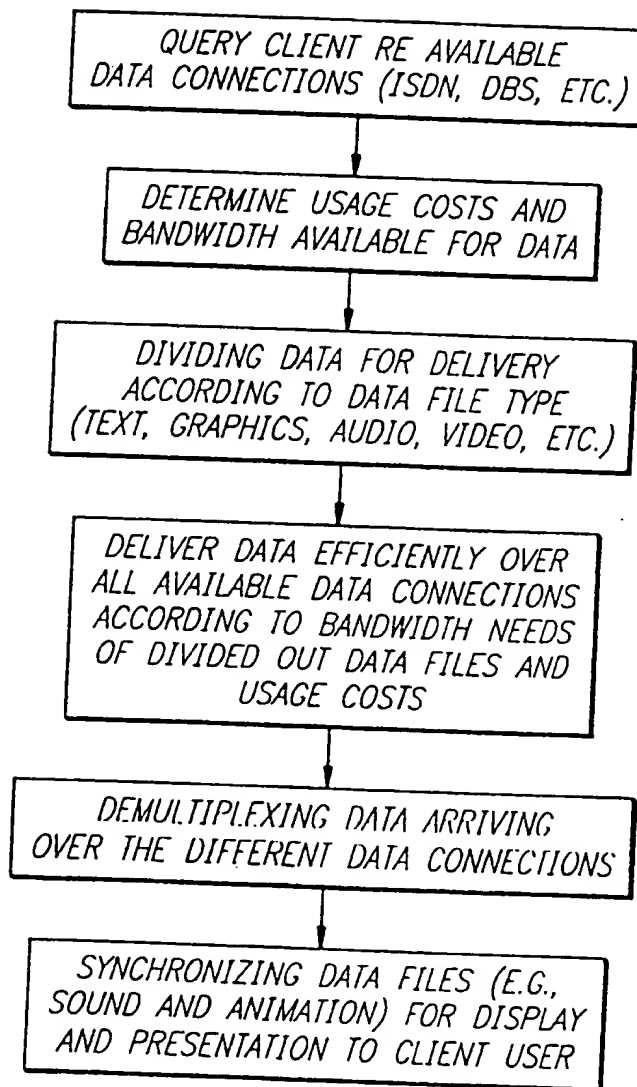 QUERY CLIENT RE AVAILABLE
DATA CONNECTIONS (ISDN, DBS, ETC.)
DETERMINE USAGE COSTS AND
BANDWIDTH AVAILABLE FOR DATA
DIVIDING DATA FOR DELIVERY
ACCORDING TO DATA FILE TYPE
(TEXT, GRAPHICS, AUDIO, VIDEO, ETC.)
DELIVER DATA EFFICIENTLY OVER
ALL AVAILABLE DATA CONNECTIONS
ACCORDING TO BANDWIDTH NEEDS
OF DIVIDED OUT DATA FILES AND
USAGE COSTS
DEMULTIPLEXING DATA ARRIVING
OVER THE DIFFERENT DATA CONNECTIONS
SYNCHRONIZING DATA FILES (E.G.,
SOUND AND ANIMATION) FOR DISPLAY
AND PRESENTATION TO CLIENT USER